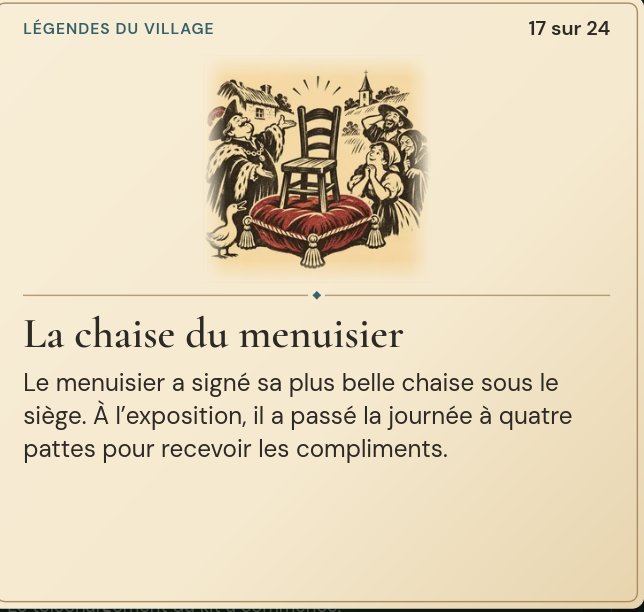 LÉGENDES DU VILLAGE
17 sur 24
La chaise du menuisier
Le menuisier a signé sa plus belle chaise sous le
siège. À l’exposition, il a passé la journée à quatre
pattes pour recevoir les compliments.